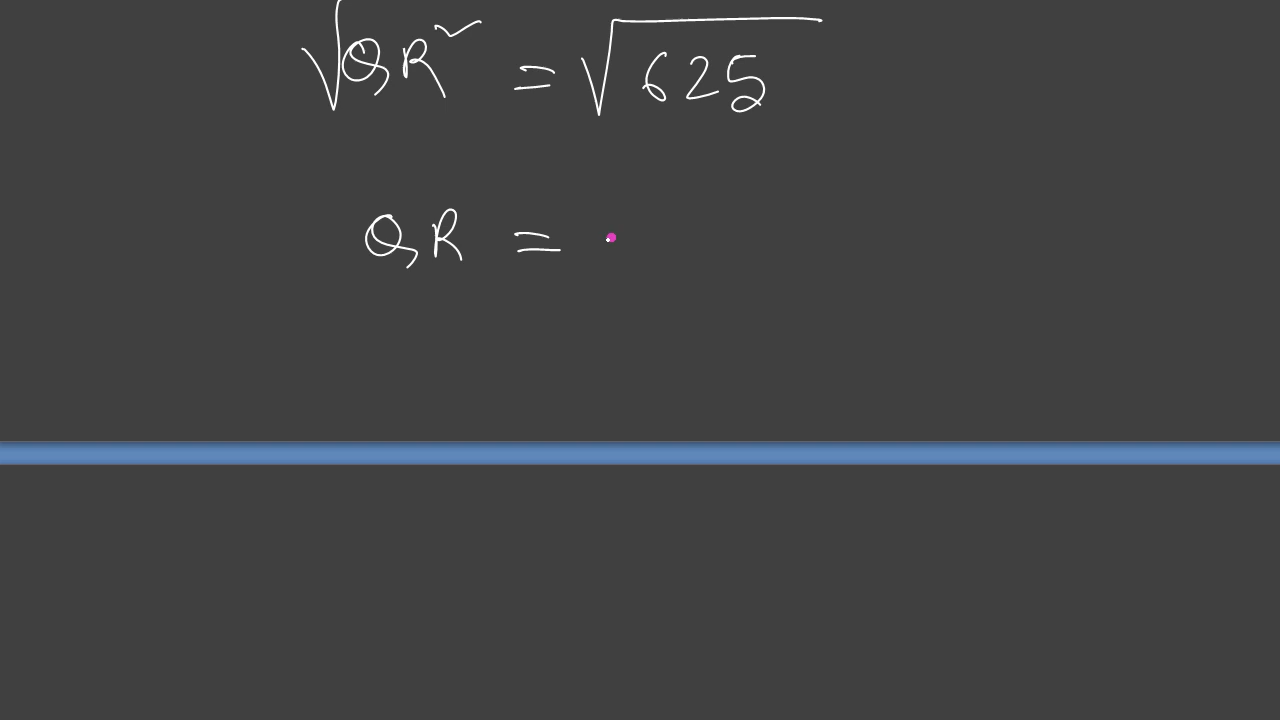 √QR² = √625
QR =